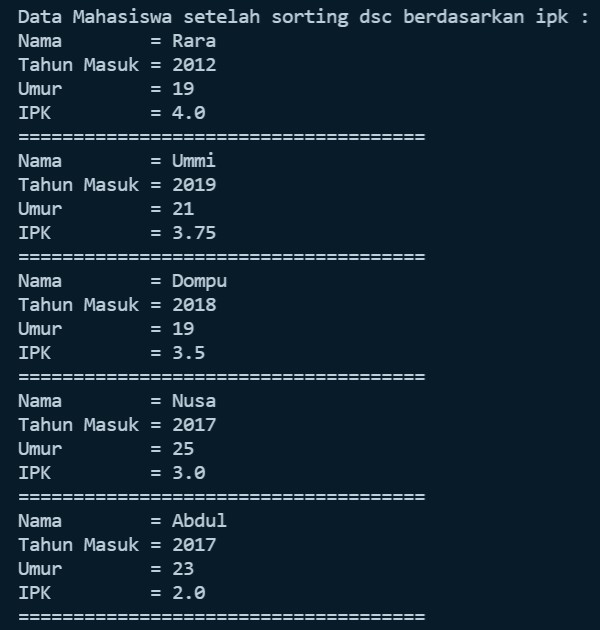 Data Mahasiswa setelah sorting dsc berdasarkan ipk :
Nama        = Rara
Tahun Masuk = 2012
Umur        = 19
IPK         = 4.0
=====================================
Nama        = Ummi
Tahun Masuk = 2019
Umur        = 21
IPK         = 3.75
=====================================
Nama        = Dompu
Tahun Masuk = 2018
Umur        = 19
IPK         = 3.5
=====================================
Nama        = Nusa
Tahun Masuk = 2017
Umur        = 25
IPK         = 3.0
=====================================
Nama        = Abdul
Tahun Masuk = 2017
Umur        = 23
IPK         = 2.0
=====================================